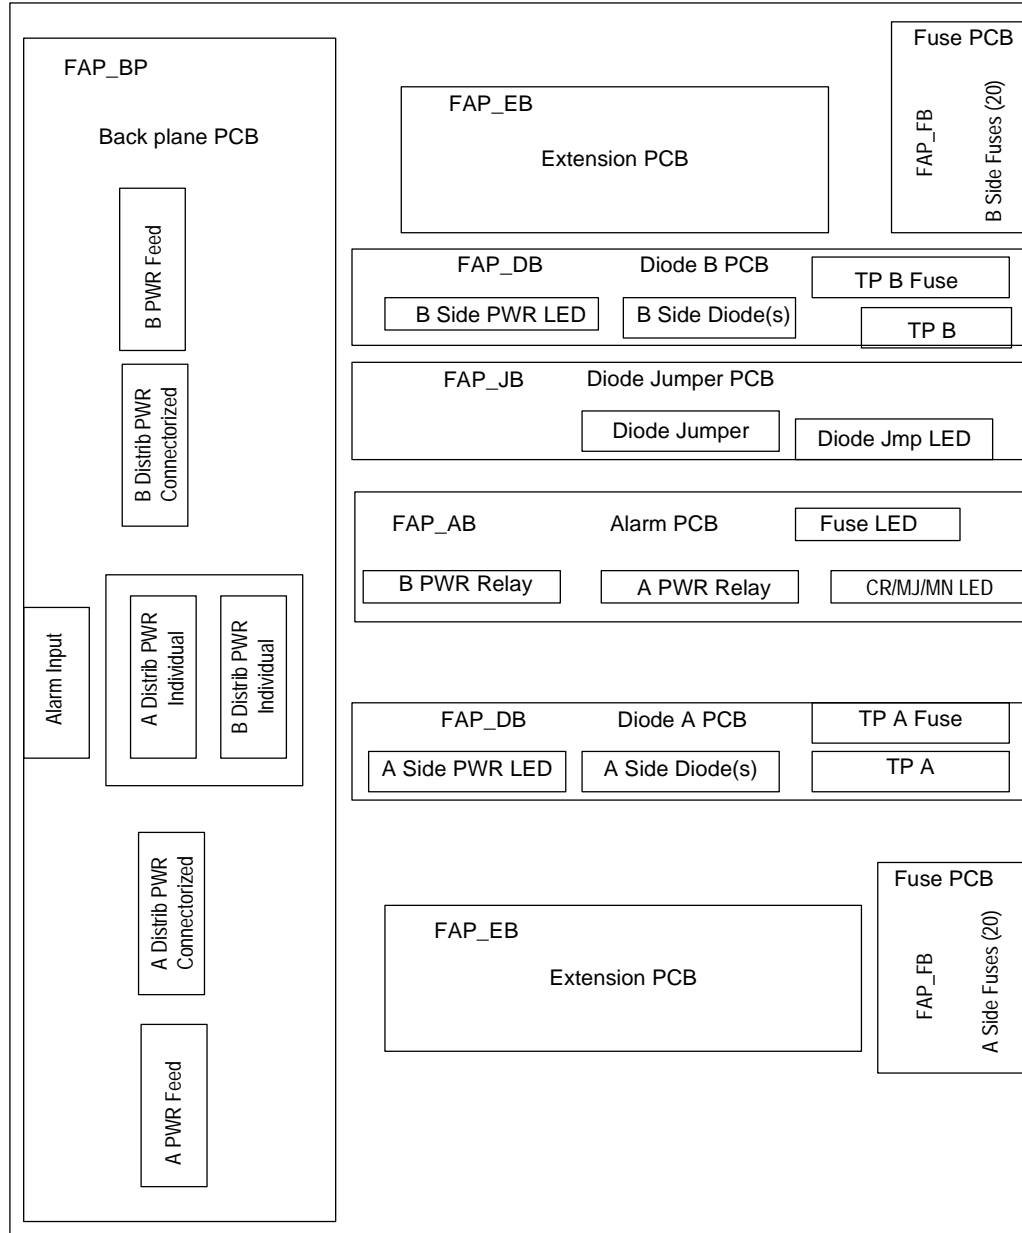 FAP_BP
Back plane PCB
B PWR Feed
B Distrib PWR
Connectorized
Alarm Input
A Distrib PWR
Individual
B Distrib PWR
Individual
A Distrib PWR
Connectorized
A PWR Feed
FAP_EB
Extension PCB
Fuse PCB
FAP_FB
B Side Fuses (20)
FAP_DB
Diode B PCB
TP B Fuse
B Side PWR LED
B Side Diode(s)
TP B
FAP_JB
Diode Jumper PCB
Diode Jumper
Diode Jmp LED
FAP_AB
Alarm PCB
Fuse LED
B PWR Relay
A PWR Relay
CR/MJ/MN LED
FAP_DB
Diode A PCB
TP A Fuse
A Side PWR LED
A Side Diode(s)
TP A
FAP_EB
Extension PCB
Fuse PCB
FAP_FB
A Side Fuses (20)